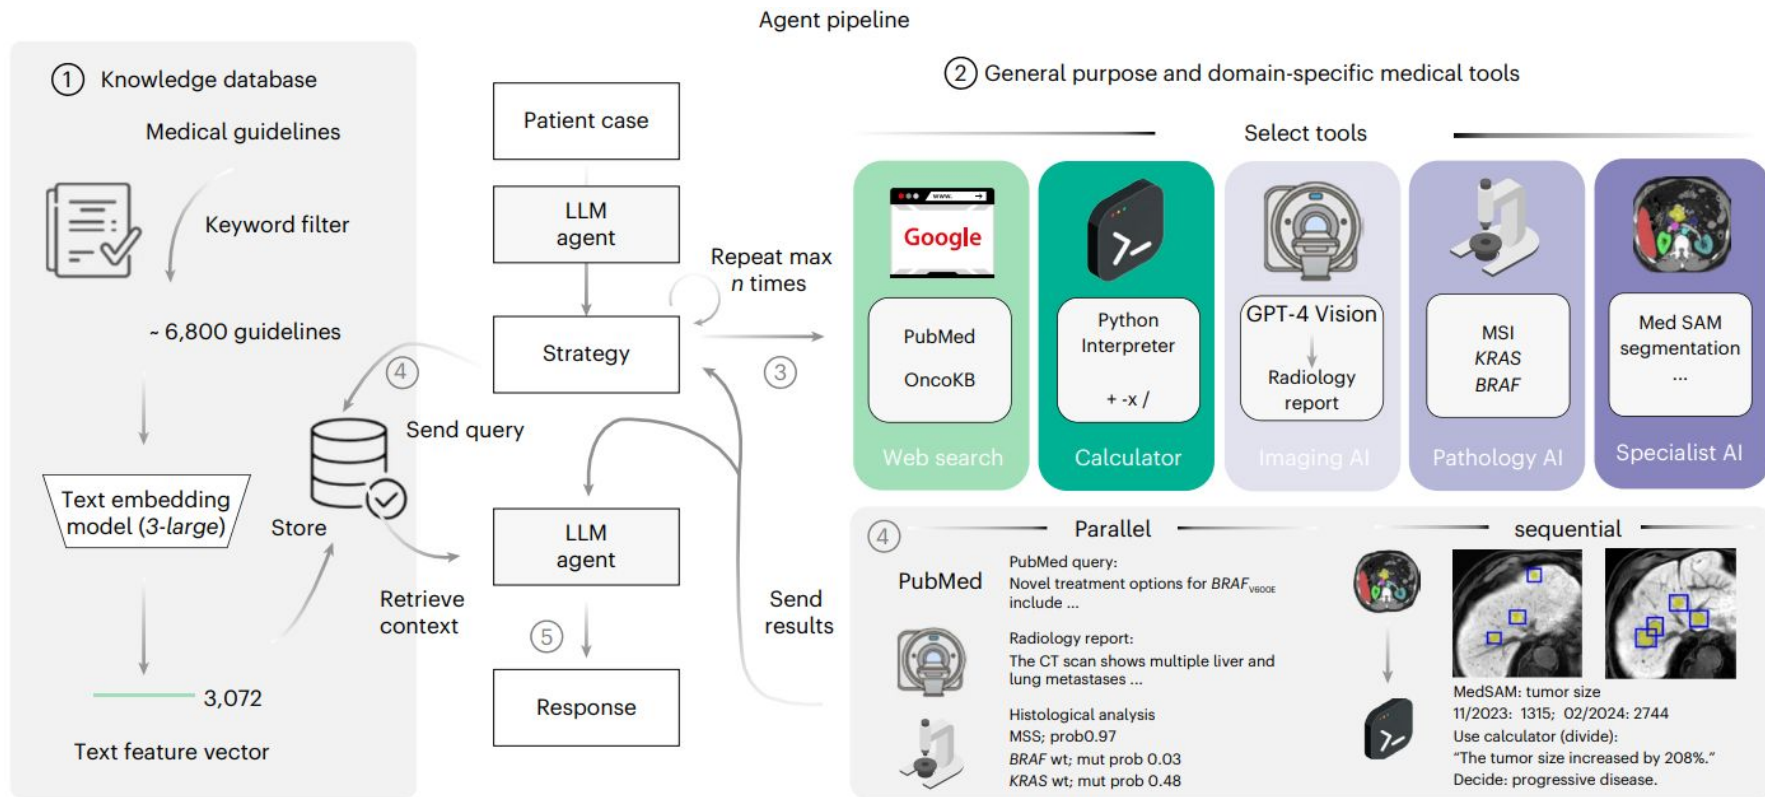 Agent pipeline
① Knowledge database
Medical guidelines
Keyword filter
~ 6,800 guidelines
Text embedding
model (3-large)
3,072
Text feature vector
Store
Patient case
LLM
agent
Repeat max
n times
Strategy
③
④
Send query
LLM
agent
Retrieve
context
Send
results
⑤
Response
② General purpose and domain-specific medical tools
Select tools
WWW.
Google
PubMed
OncoKB
Web search
Python
Interpreter
+ -x /
Calculator
GPT-4 Vision
Radiology
report
Imaging AI
MSI
KRAS
BRAF
Pathology AI
Med SAM
segmentation
...
Specialist AI
④
Parallel
PubMed
PubMed query:
Novel treatment options for BRAFV600E
include ...
Radiology report:
The CT scan shows multiple liver and
lung metastases ...
Histological analysis
MSS; prob0.97
BRAF wt; mut prob 0.03
KRAS wt; mut prob 0.48
sequential
MedSAM: tumor size
11/2023: 1315; 02/2024: 2744
Use calculator (divide):
“The tumor size increased by 208%.”
Decide: progressive disease.